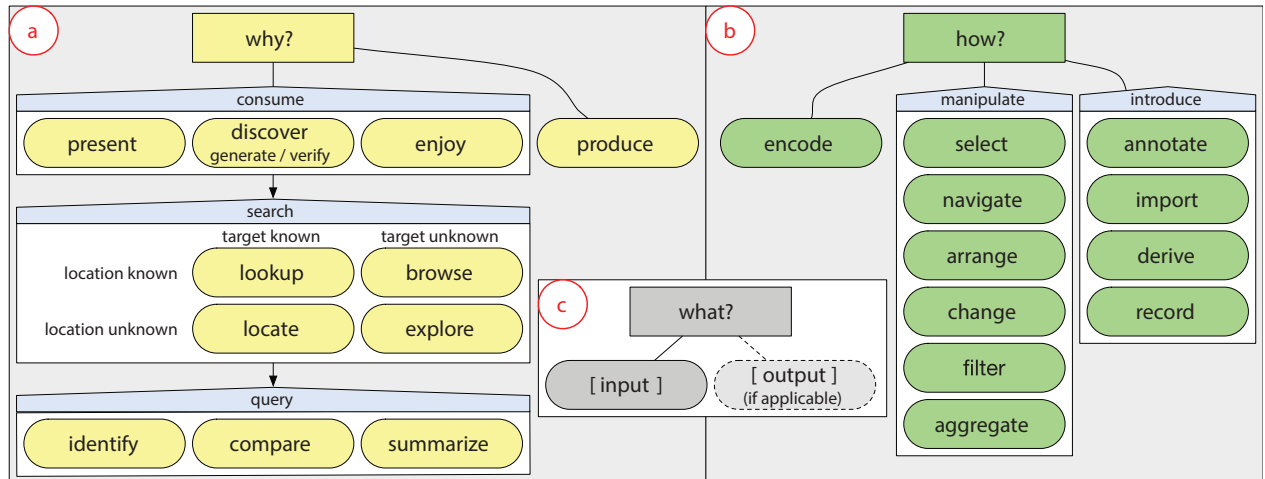 a
why?
consume
present
discover
generate / verify
enjoy
produce
search
target known
target unknown
location known
lookup
browse
location unknown
locate
explore
query
identify
compare
summarize
b
how?
encode
manipulate
select
navigate
arrange
change
filter
aggregate
introduce
annotate
import
derive
record
c
what?
[ input ]
[ output ]
(if applicable)